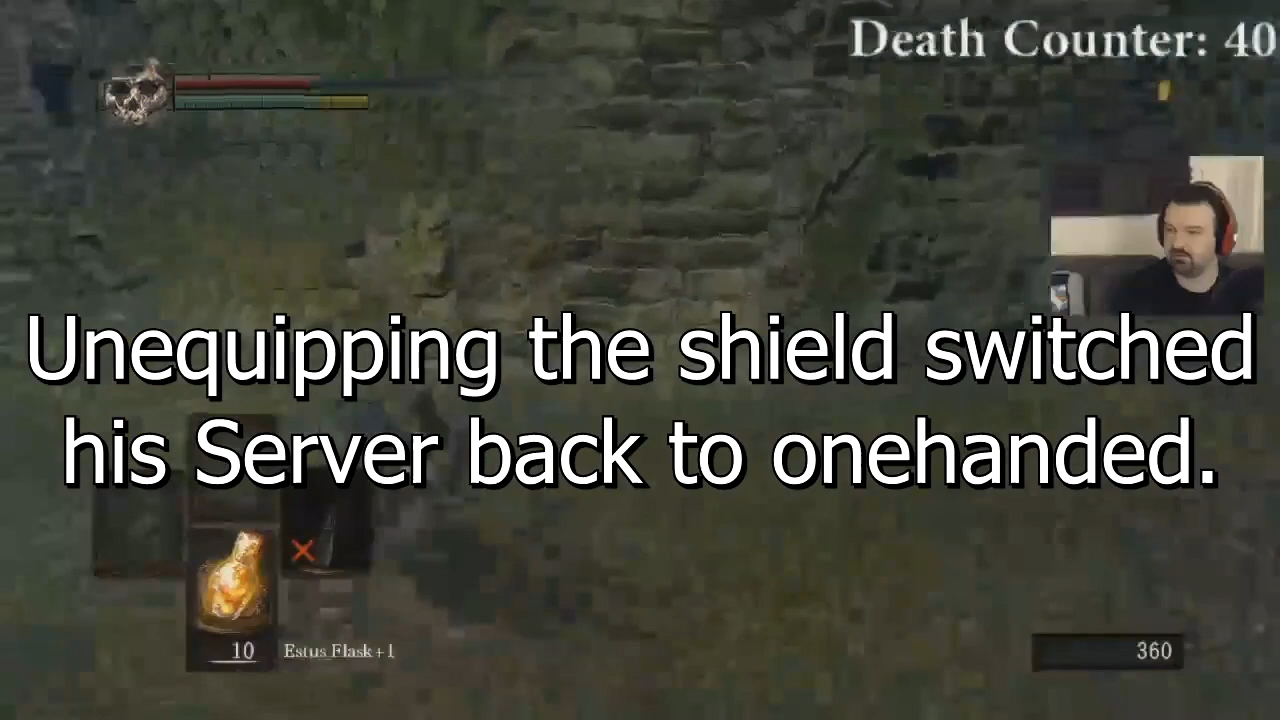 Death Counter: 40
Unequipping the shield switched
his Server back to onehanded.
10
Estus Flask+1
360